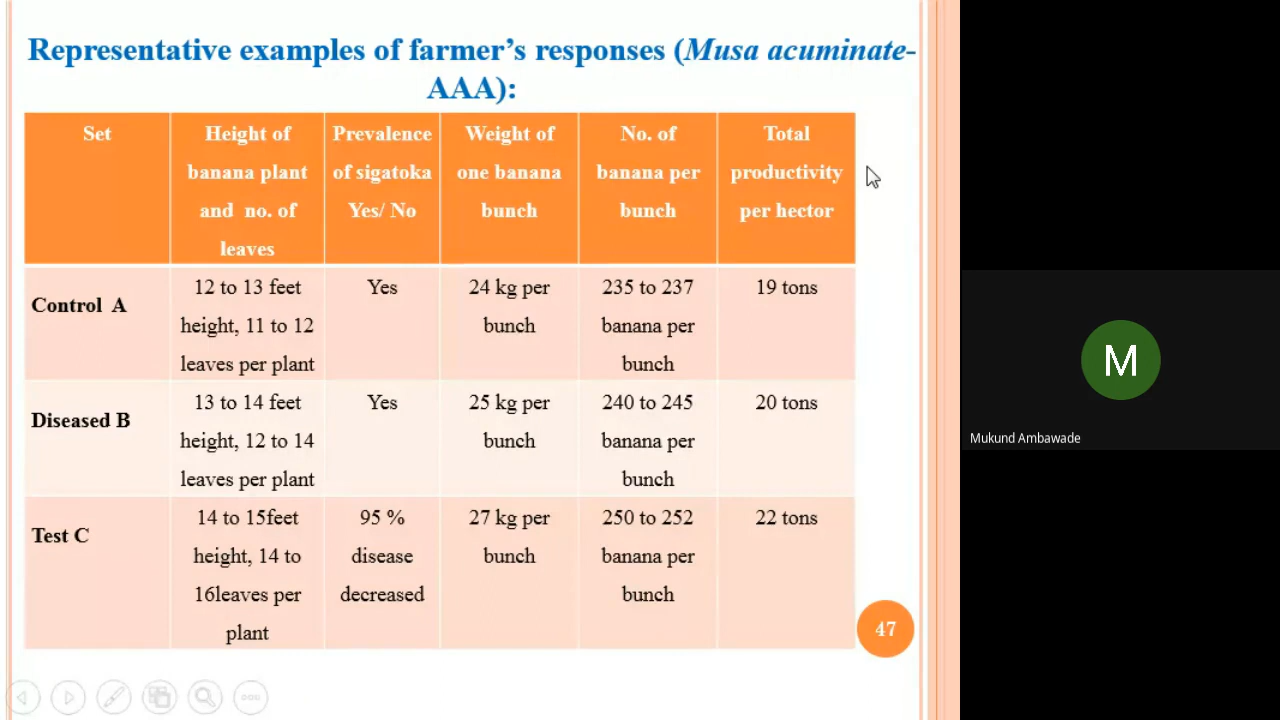 Representative examples of farmer’s responses (Musa acuminate-
AAA):
Set
Height of
banana plant
and no. of
leaves
Prevalence
of sigatoka
Yes/ No
Weight of
one banana
bunch
No. of
banana per
bunch
Total
productivity
per hector
Control A
12 to 13 feet
height, 11 to 12
leaves per plant
Yes
24 kg per
bunch
235 to 237
banana per
bunch
19 tons
Diseased B
13 to 14 feet
height, 12 to 14
leaves per plant
Yes
25 kg per
bunch
240 to 245
banana per
bunch
20 tons
Test C
14 to 15feet
height, 14 to
16leaves per
plant
95 %
disease
decreased
27 kg per
bunch
250 to 252
banana per
bunch
22 tons
47
M
Mukund Ambawade